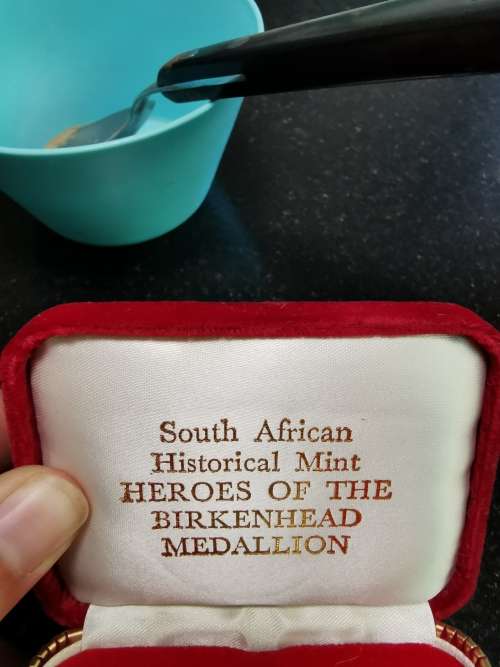 South African
Historical Mint
HEROES OF THE
BIRKENHEAD
MEDALLION